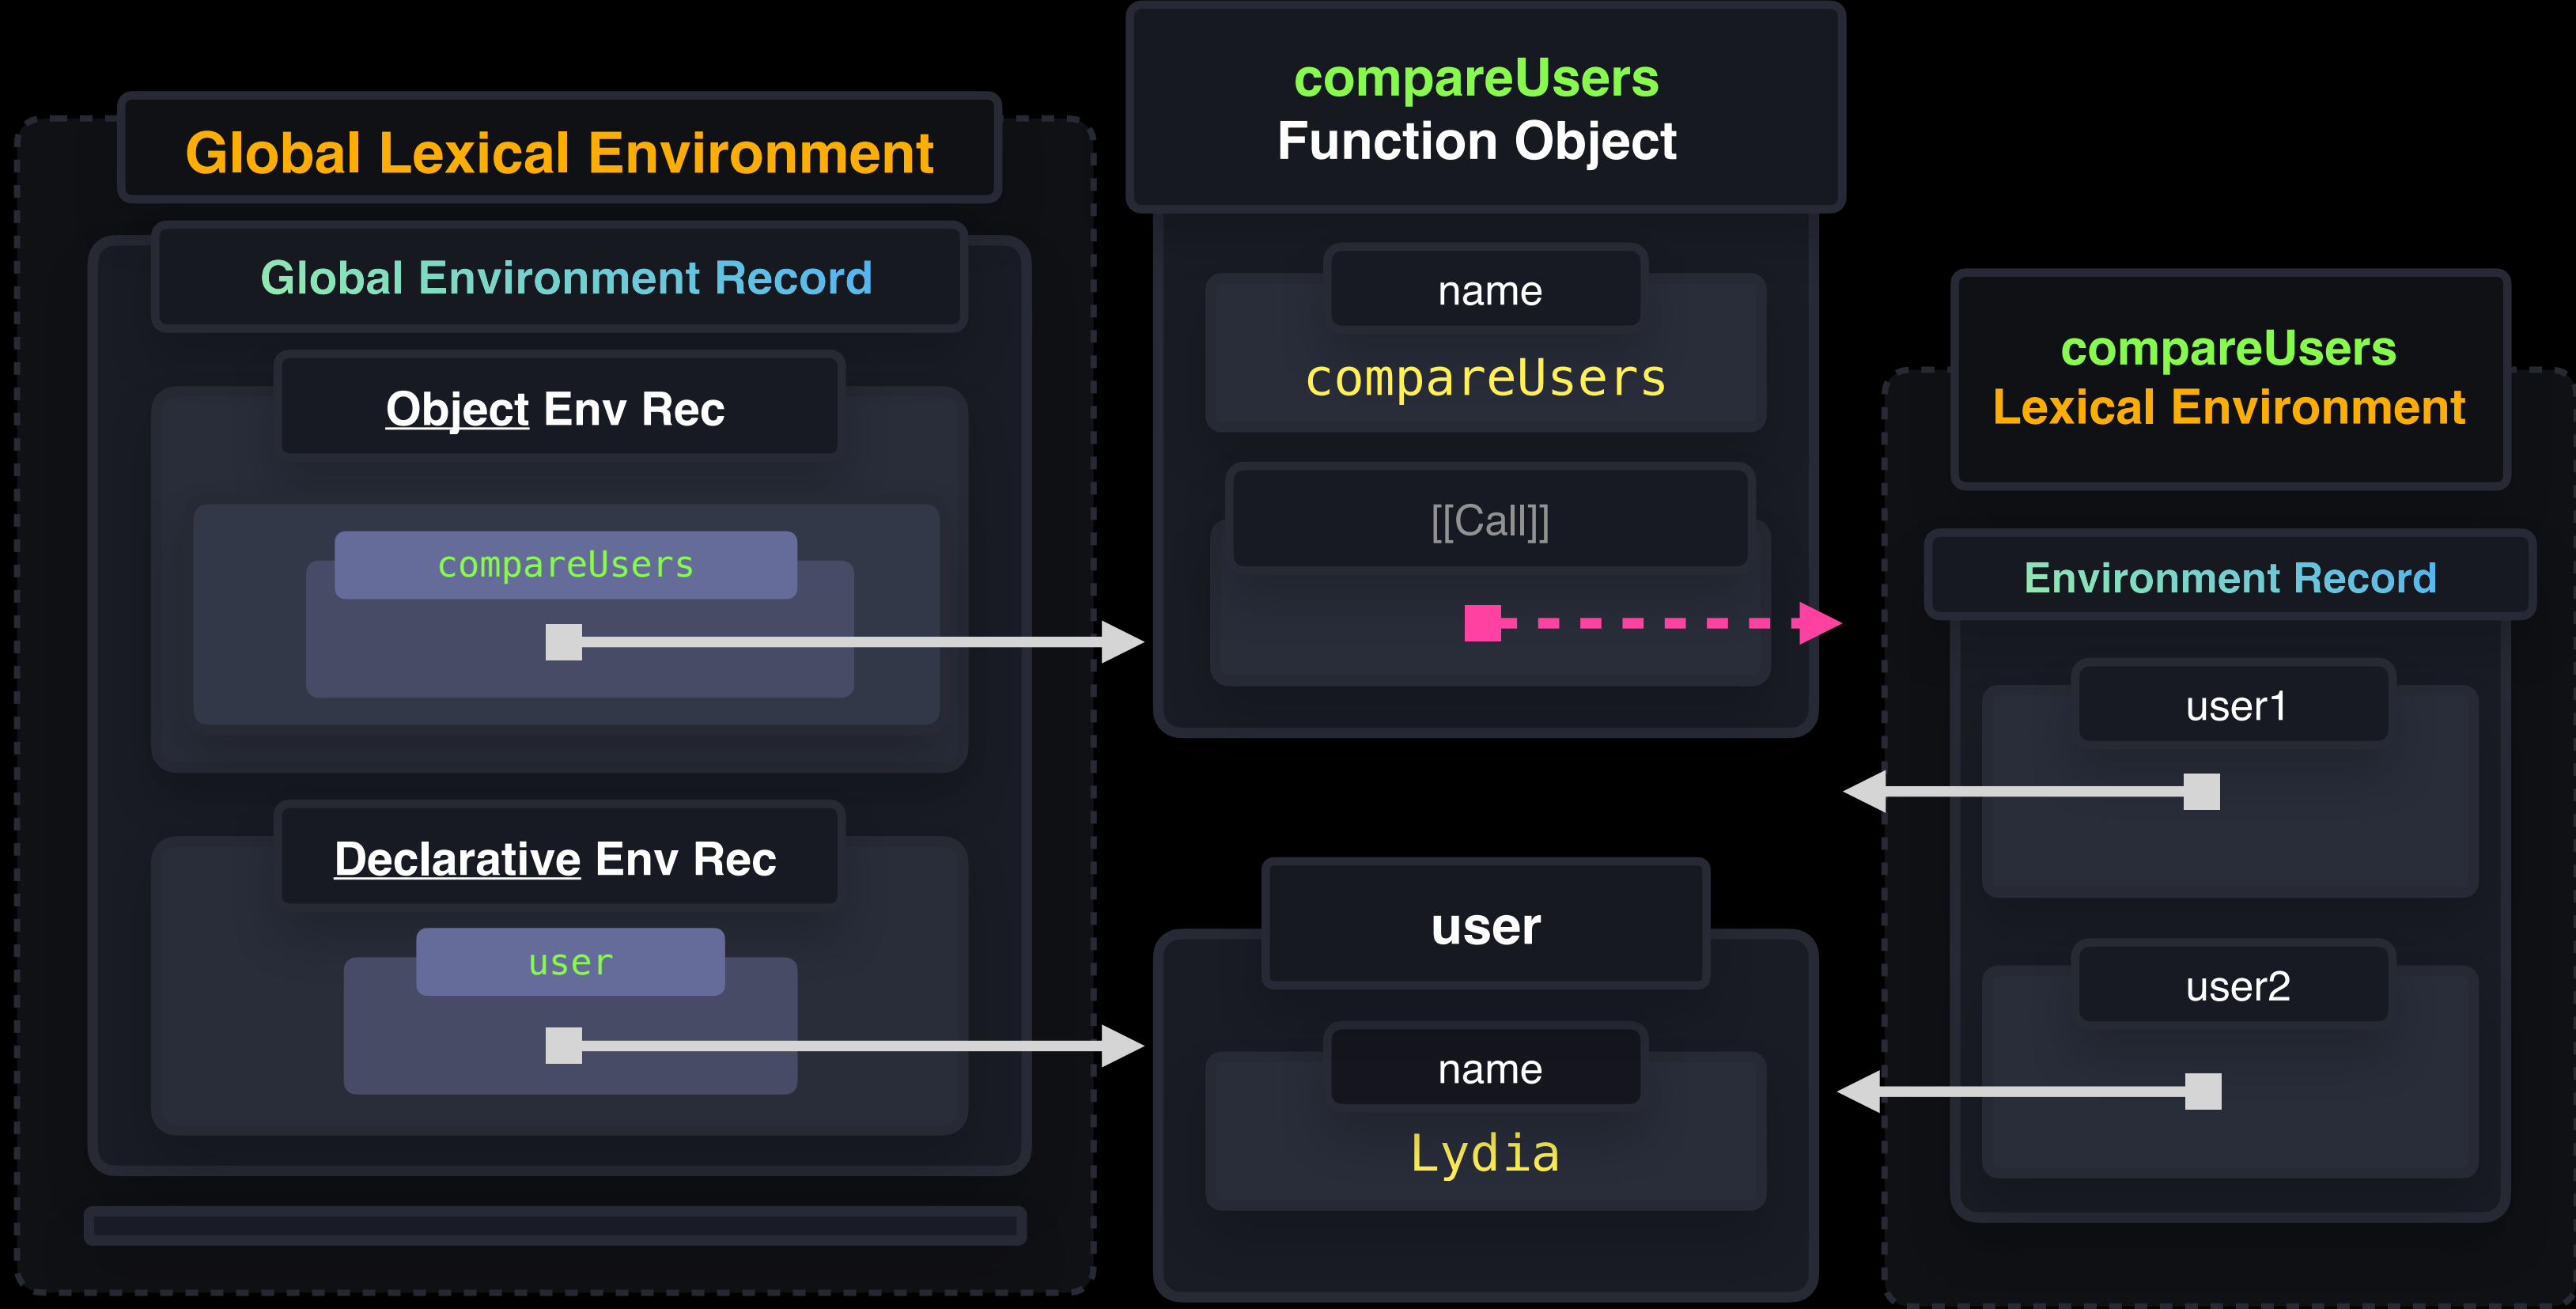 Global Lexical Environment
Global Environment Record
Object Env Rec
compareUsers
Declarative Env Rec
user
compareUsers
Function Object
name
compareUsers
[[Call]]
user
name
Lydia
compareUsers
Lexical Environment
Environment Record
user1
user2